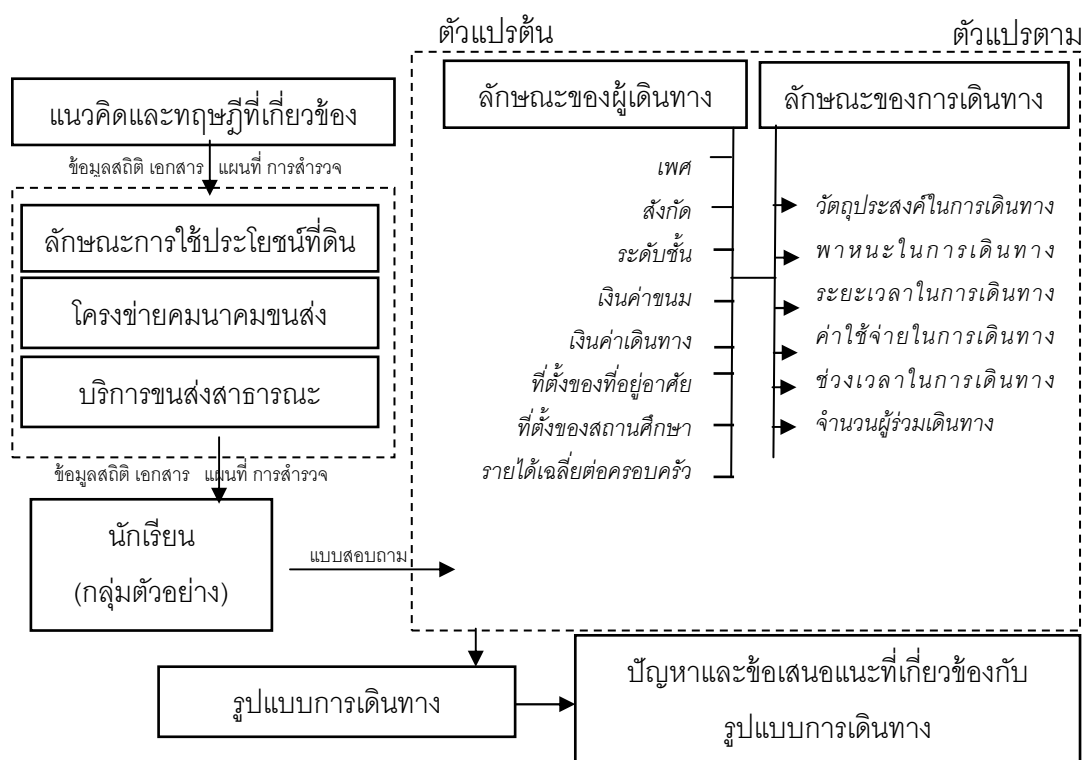 ตัวแปรต้น
ตัวแปรตาม
แนวคิดและทฤษฎีที่เกี่ยวข้อง
ข้อมูลสถิติ เอกสาร แผนที่ การสำรวจ
ลักษณะการใช้ประโยชน์ที่ดิน
โครงข่ายคมนาคมขนส่ง
บริการขนส่งสาธารณะ
ข้อมูลสถิติ เอกสาร แผนที่ การสำรวจ
นักเรียน
(กลุ่มตัวอย่าง)
แบบสอบถาม
ลักษณะของผู้เดินทาง
เพศ
สังกัด
ระดับชั้น
เงินค่าขนม
เงินค่าเดินทาง
ที่ตั้งของที่อยู่อาศัย
ที่ตั้งของสถานศึกษา
รายได้เฉลี่ยต่อครอบครัว
ลักษณะของการเดินทาง
วัตถุประสงค์ในการเดินทาง
พาหนะในการเดินทาง
ระยะเวลาในการเดินทาง
ค่าใช้จ่ายในการเดินทาง
ช่วงเวลาในการเดินทาง
จำนวนผู้ร่วมเดินทาง
รูปแบบการเดินทาง
ปัญหาและข้อเสนอแนะที่เกี่ยวข้องกับ
รูปแบบการเดินทาง